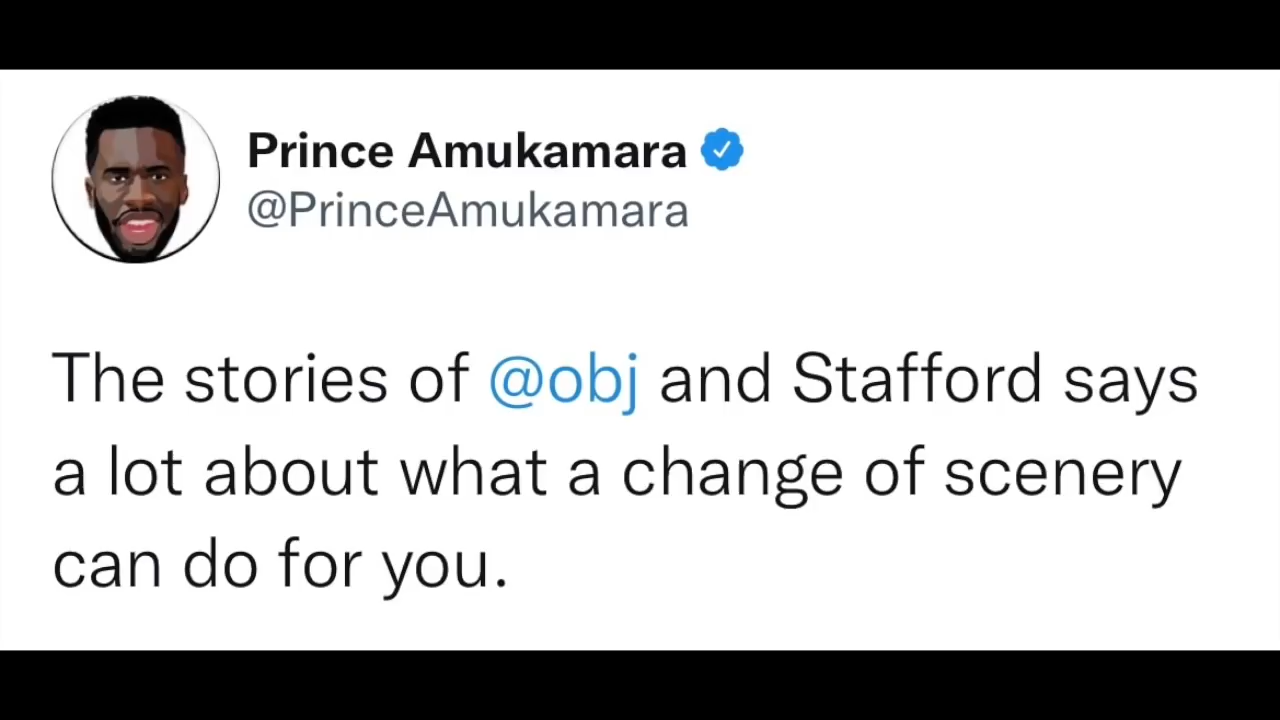 Prince Amukamara
@PrinceAmukamara
The stories of @obj and Stafford says
a lot about what a change of scenery
can do for you.